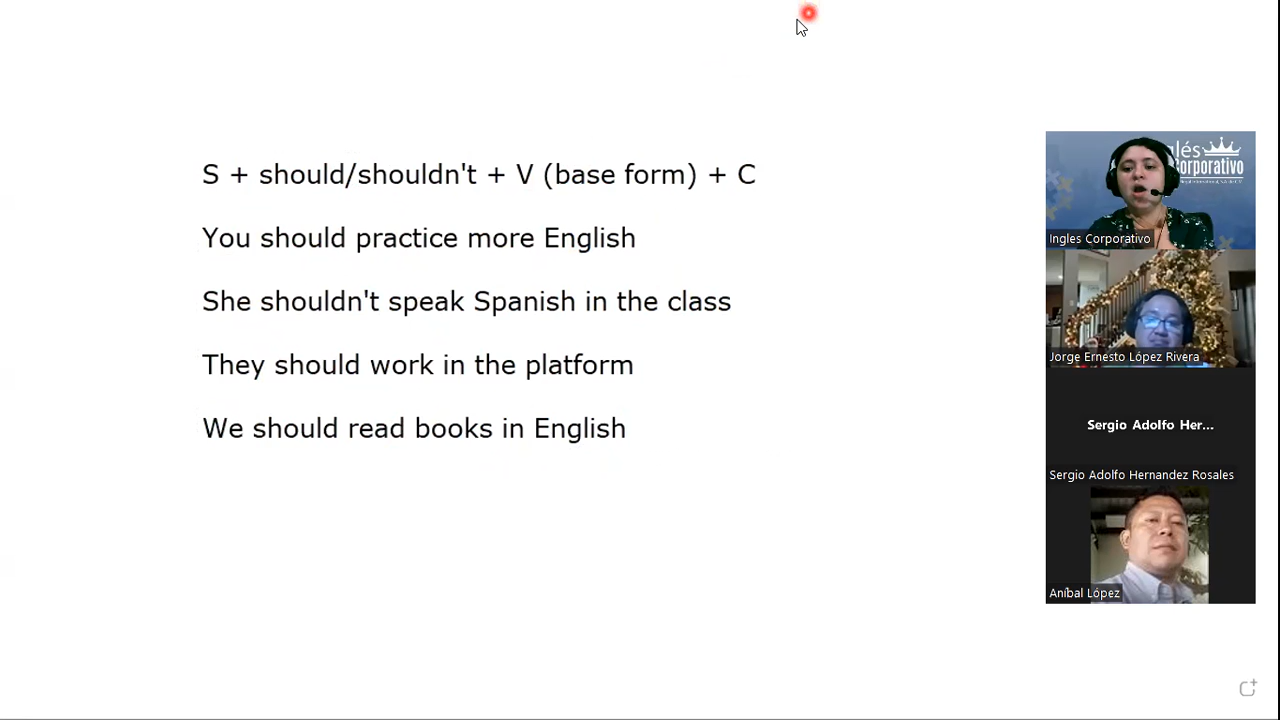 S + should/shouldn't + V (base form) + C
You should practice more English
She shouldn't speak Spanish in the class
They should work in the platform
We should read books in English
glés
Corporativo
Ingles Corporativo
Jorge Ernesto López Rivera
Sergio Adolfo Her...
Sergio Adolfo Hernandez Rosales
Aníbal López